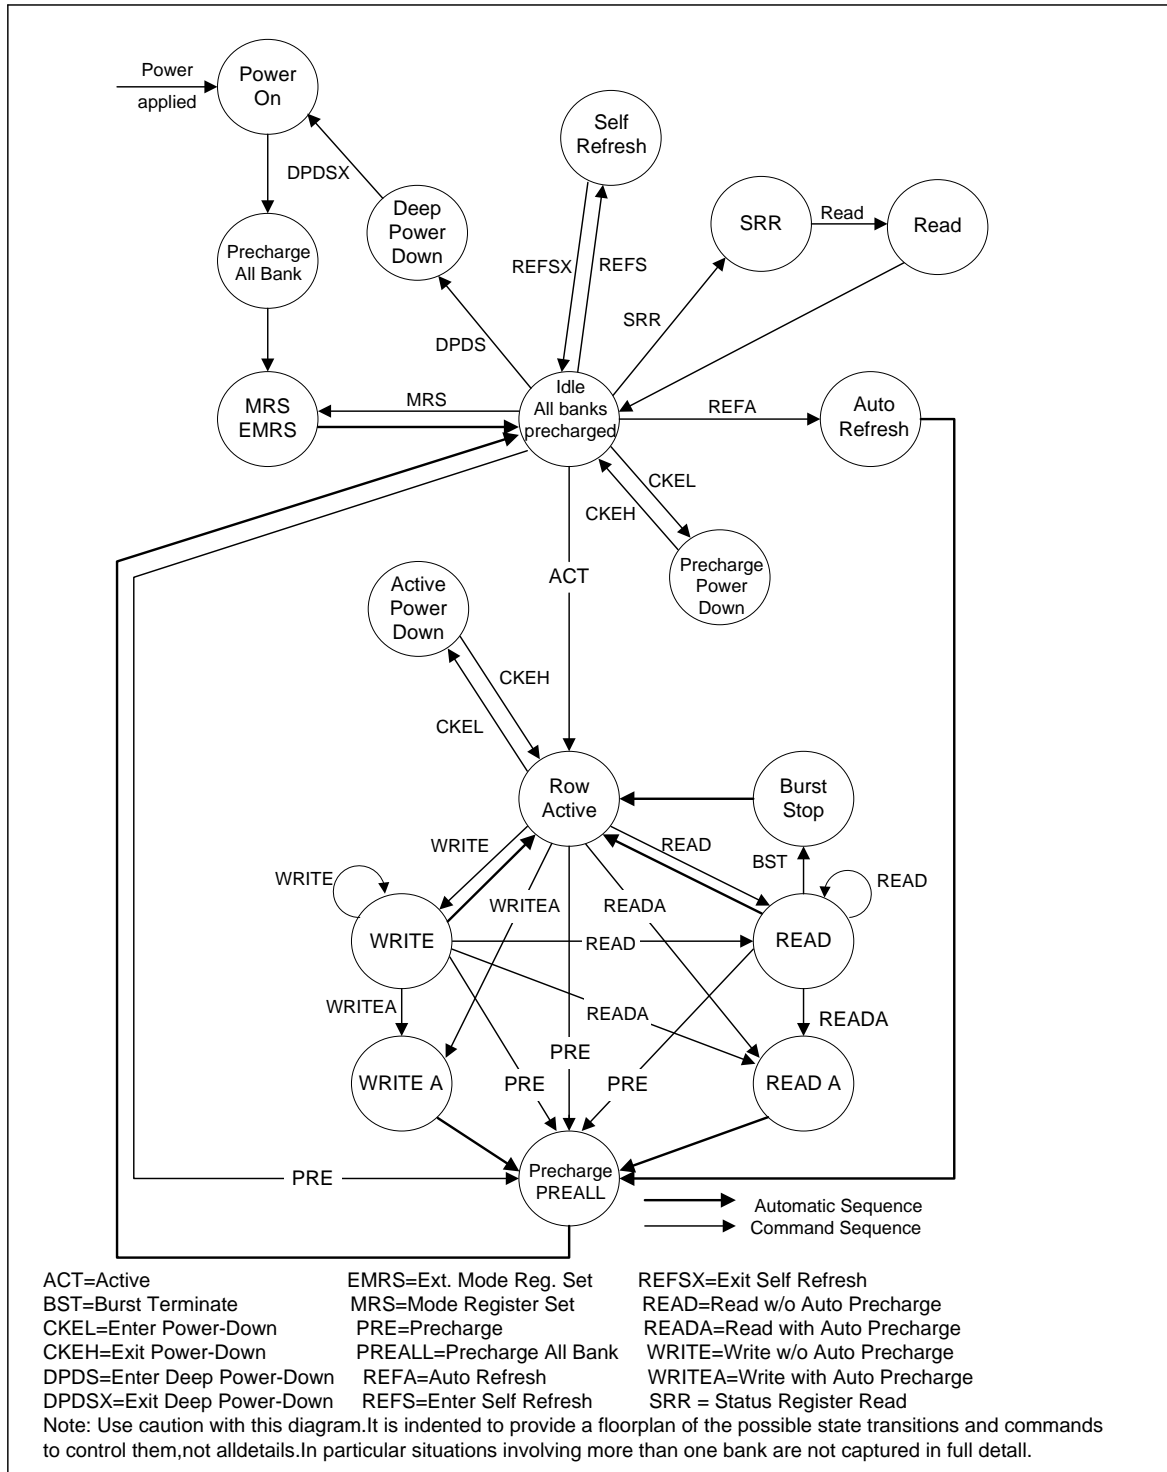 Power
applied
Power
On
Self
Refresh
DPDSX
Deep
Power
Down
SRR
Read
Read
Precharge
All Bank
REFSX
REFS
SRR
DPDS
MRS
EMRS
MRS
Idle
All banks
precharged
REFA
Auto
Refresh
CKEL
CKEH
Precharge
Power
Down
ACT
Active
Power
Down
CKEH
CKEL
Row
Active
Burst
Stop
WRITE
READ
BST
WRITE
READ
WRITEA
READA
WRITE
READ
READ
WRITEA
READA
READA
WRITE A
PRE
PRE
PRE
READ A
PRE
Precharge
PREALL
Automatic Sequence
Command Sequence
ACT=Active EMRS=Ext. Mode Reg. Set REFSX=Exit Self Refresh
BST=Burst Terminate MRS=Mode Register Set READ=Read w/o Auto Precharge
CKEL=Enter Power-Down PRE=Precharge READA=Read with Auto Precharge
CKEH=Exit Power-Down PREALL=Precharge All Bank WRITE=Write w/o Auto Precharge
DPDS=Enter Deep Power-Down REFA=Auto Refresh WRITEA=Write with Auto Precharge
DPDSX=Exit Deep Power-Down REFS=Enter Self Refresh SRR = Status Register Read
Note: Use caution with this diagram.It is indented to provide a floorplan of the possible state transitions and commands
to control them,not alldetails.In particular situations involving more than one bank are not captured in full detall.